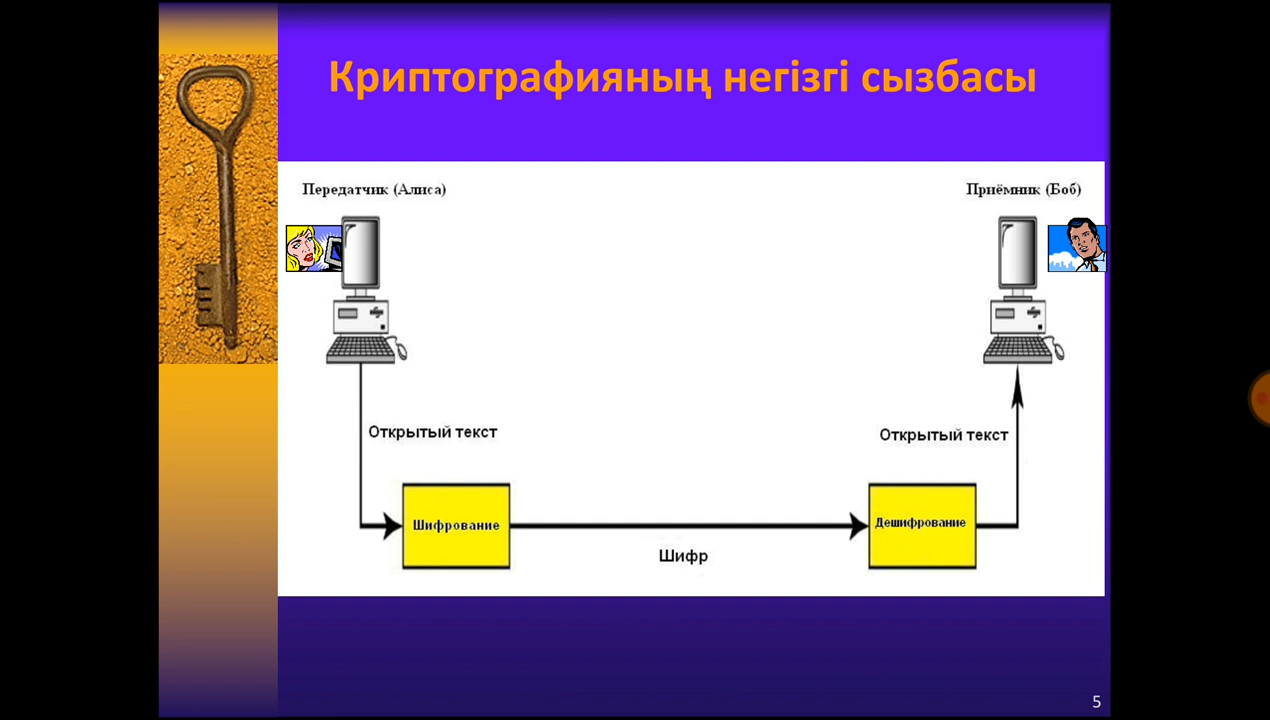 Криптографияның негізгі сызбасы
Передатчик (Алиса)
Приёмник (Боб)
Открытый текст
Открытый текст
Шифрование
Дешифрование
Шифр
5